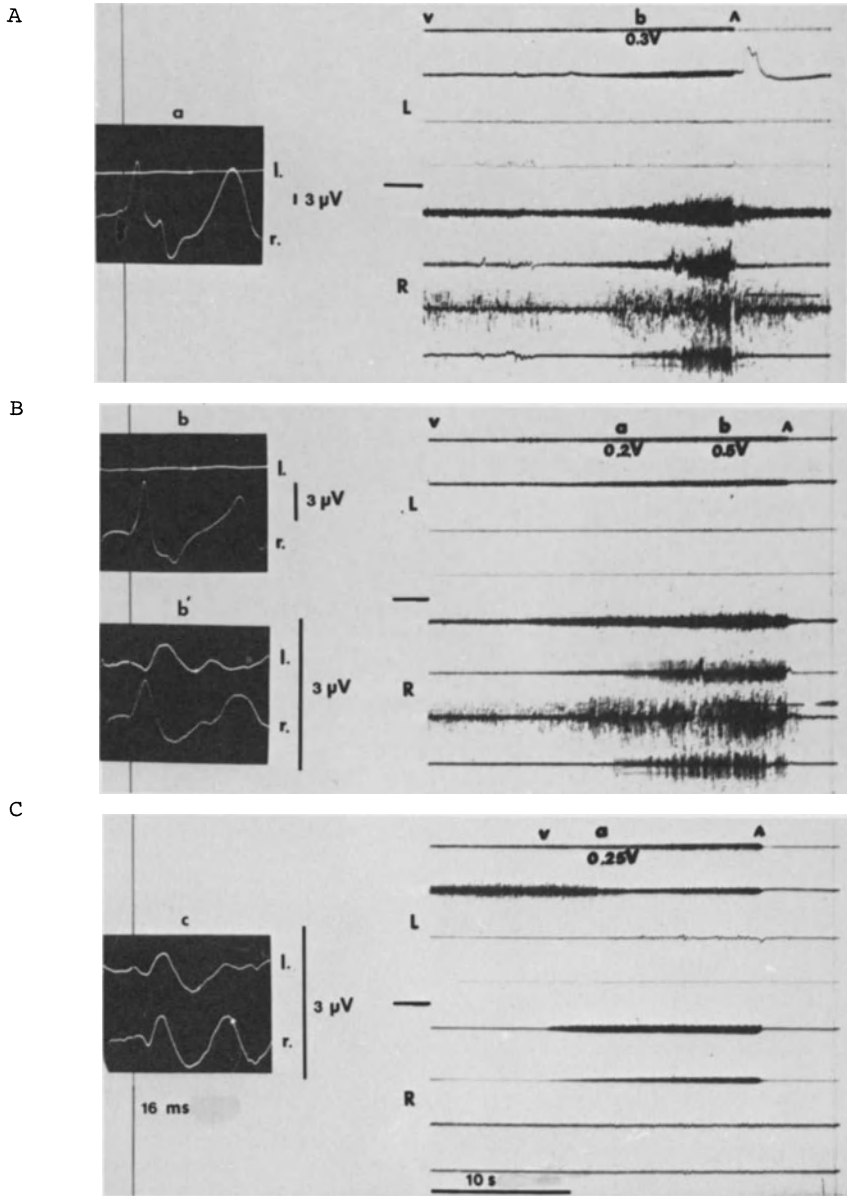 A
v b ʌ
0.3V
a
L
l.
3 µV
r.
R
B
b
v a b ʌ
0.2V 0.5V
l.
3 µV
L
r.
b'
l.
3 µV
r.
R
C
v a ʌ
0.25V
c
L
l.
3 µV
r.
16 ms
R
10 s